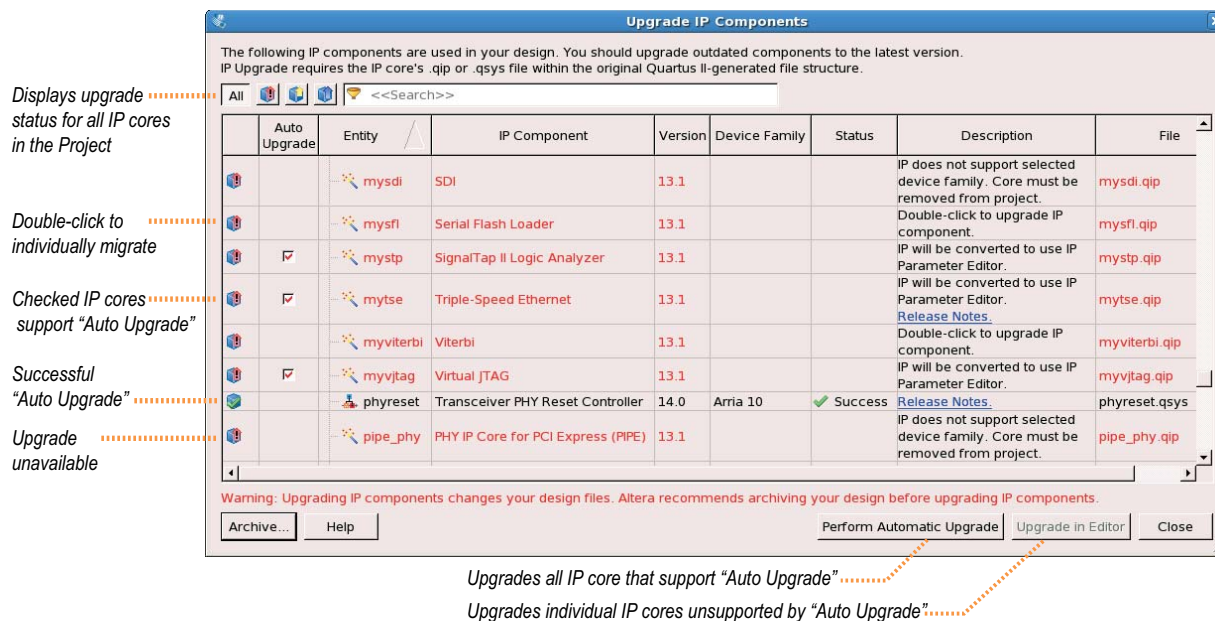 Upgrade IP Components
The following IP components are used in your design. You should upgrade outdated components to the latest version.
IP Upgrade requires the IP core's .qip or .qsys file within the original Quartus II-generated file structure.
Displays upgrade
status for all IP cores
in the Project
All <<Search>>
Auto Upgrade Entity IP Component Version Device Family Status Description File
mysdi SDI 13.1 IP does not support selected device family. Core must be removed from project. mysdi.qip
Double-click to
individually migrate
mysfl Serial Flash Loader 13.1 Double-click to upgrade IP component. mysfl.qip
mystp SignalTap II Logic Analyzer 13.1 IP will be converted to use IP Parameter Editor. mystp.qip
Checked IP cores
support “Auto Upgrade”
mytse Triple-Speed Ethernet 13.1 IP will be converted to use IP Parameter Editor. Release Notes. mytse.qip
myviterbi Viterbi 13.1 Double-click to upgrade IP component. myviterbi.qip
Successful
“Auto Upgrade”
myvjtag Virtual JTAG 13.1 IP will be converted to use IP Parameter Editor. myvjtag.qip
phyreset Transceiver PHY Reset Controller 14.0 Arria 10 Success Release Notes. phyreset.qsys
Upgrade
unavailable
pipe_phy PHY IP Core for PCI Express (PIPE) 13.1 IP does not support selected device family. Core must be removed from project. pipe_phy.qip
Warning: Upgrading IP components changes your design files. Altera recommends archiving your design before upgrading IP components.
Archive... Help Perform Automatic Upgrade Upgrade in Editor Close
Upgrades all IP core that support “Auto Upgrade”
Upgrades individual IP cores unsupported by “Auto Upgrade”